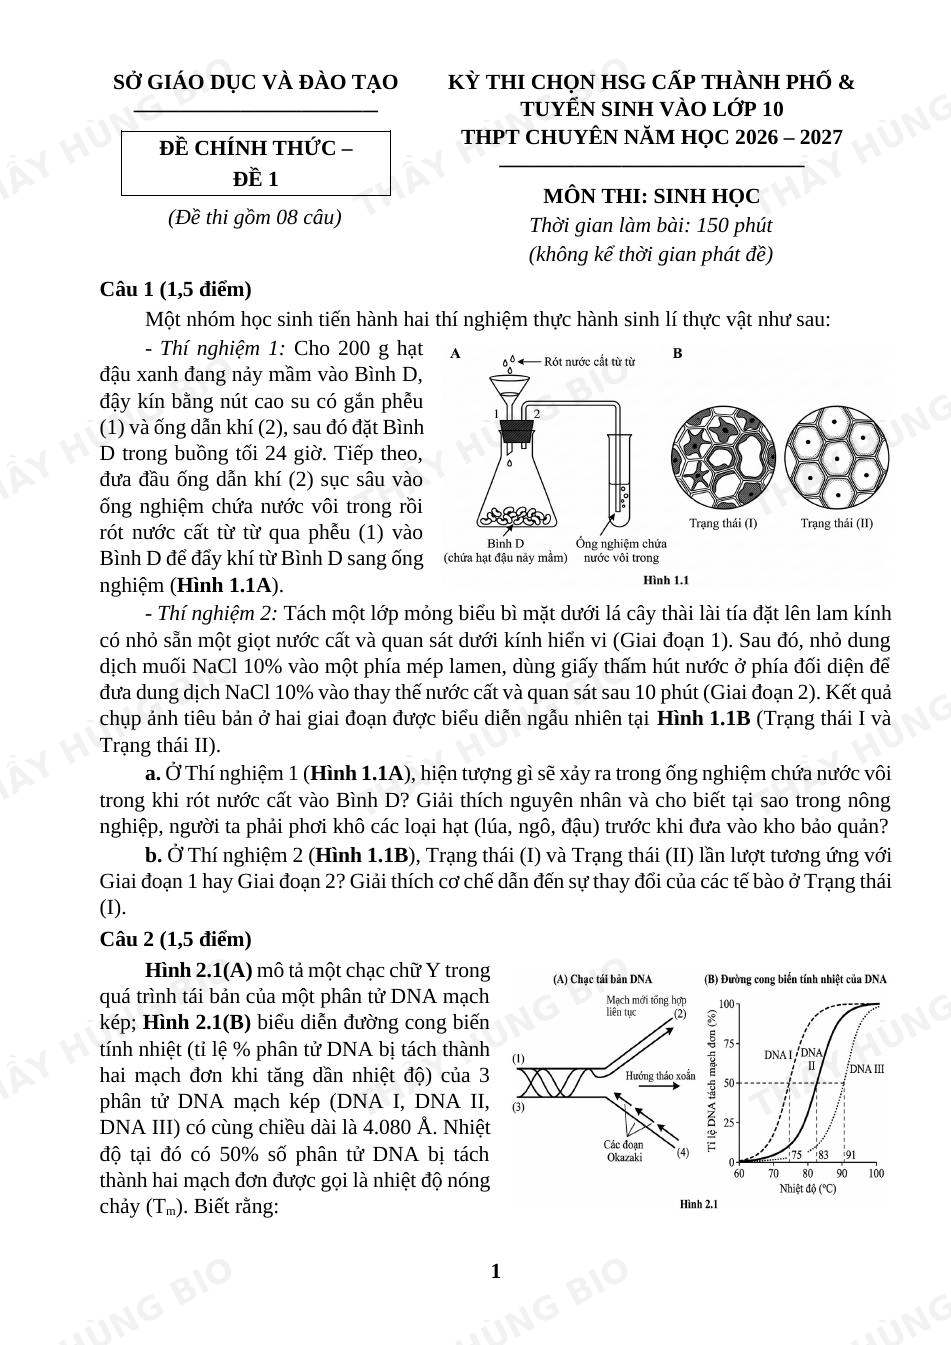 SỞ GIÁO DỤC VÀ ĐÀO TẠO
ĐỀ CHÍNH THỨC –
ĐỀ 1
(Đề thi gồm 08 câu)
KỲ THI CHỌN HSG CẤP THÀNH PHỐ &
TUYỂN SINH VÀO LỚP 10
THPT CHUYÊN NĂM HỌC 2026 – 2027
MÔN THI: SINH HỌC
Thời gian làm bài: 150 phút
(không kể thời gian phát đề)
Câu 1 (1,5 điểm)
Một nhóm học sinh tiến hành hai thí nghiệm thực hành sinh lí thực vật như sau:
- Thí nghiệm 1: Cho 200 g hạt
đậu xanh đang nảy mầm vào Bình D,
đậy kín bằng nút cao su có gắn phễu
(1) và ống dẫn khí (2), sau đó đặt Bình
D trong buồng tối 24 giờ. Tiếp theo,
đưa đầu ống dẫn khí (2) sục sâu vào
ống nghiệm chứa nước vôi trong rồi
rót nước cất từ từ qua phễu (1) vào
Bình D để đẩy khí từ Bình D sang ống
nghiệm (Hình 1.1A).
A
Rót nước cất từ từ
1
2
Bình D
(chứa hạt đậu nảy mầm)
Ống nghiệm chứa
nước vôi trong
B
Trạng thái (I)
Trạng thái (II)
Hình 1.1
- Thí nghiệm 2: Tách một lớp mỏng biểu bì mặt dưới lá cây thài lài tía đặt lên lam kính
có nhỏ sẵn một giọt nước cất và quan sát dưới kính hiển vi (Giai đoạn 1). Sau đó, nhỏ dung
dịch muối NaCl 10% vào một phía mép lamen, dùng giấy thấm hút nước ở phía đối diện để
đưa dung dịch NaCl 10% vào thay thế nước cất và quan sát sau 10 phút (Giai đoạn 2). Kết quả
chụp ảnh tiêu bản ở hai giai đoạn được biểu diễn ngẫu nhiên tại Hình 1.1B (Trạng thái I và
Trạng thái II).
a. Ở Thí nghiệm 1 (Hình 1.1A), hiện tượng gì sẽ xảy ra trong ống nghiệm chứa nước vôi
trong khi rót nước cất vào Bình D? Giải thích nguyên nhân và cho biết tại sao trong nông
nghiệp, người ta phải phơi khô các loại hạt (lúa, ngô, đậu) trước khi đưa vào kho bảo quản?
b. Ở Thí nghiệm 2 (Hình 1.1B), Trạng thái (I) và Trạng thái (II) lần lượt tương ứng với
Giai đoạn 1 hay Giai đoạn 2? Giải thích cơ chế dẫn đến sự thay đổi của các tế bào ở Trạng thái
(I).
Câu 2 (1,5 điểm)
Hình 2.1(A) mô tả một chạc chữ Y trong
quá trình tái bản của một phân tử DNA mạch
kép; Hình 2.1(B) biểu diễn đường cong biến
tính nhiệt (tỉ lệ % phân tử DNA bị tách thành
hai mạch đơn khi tăng dần nhiệt độ) của 3
phân tử DNA mạch kép (DNA I, DNA II,
DNA III) có cùng chiều dài là 4.080 Å. Nhiệt
độ tại đó có 50% số phân tử DNA bị tách
thành hai mạch đơn được gọi là nhiệt độ nóng
chảy (Tₘ). Biết rằng:
(A) Chạc tái bản DNA
Mạch mới tổng hợp
liên tục
(2)
(1)
Hướng tháo xoắn
(3)
Các đoạn
Okazaki
(4)
(B) Đường cong biến tính nhiệt của DNA
Tỉ lệ DNA tách mạch đơn (%)
100
75
50
25
0
DNA I
DNA
II
DNA III
75
83
91
60 70 80 90 100
Nhiệt độ (°C)
Hình 2.1
1
THẦY HÙNG BIO